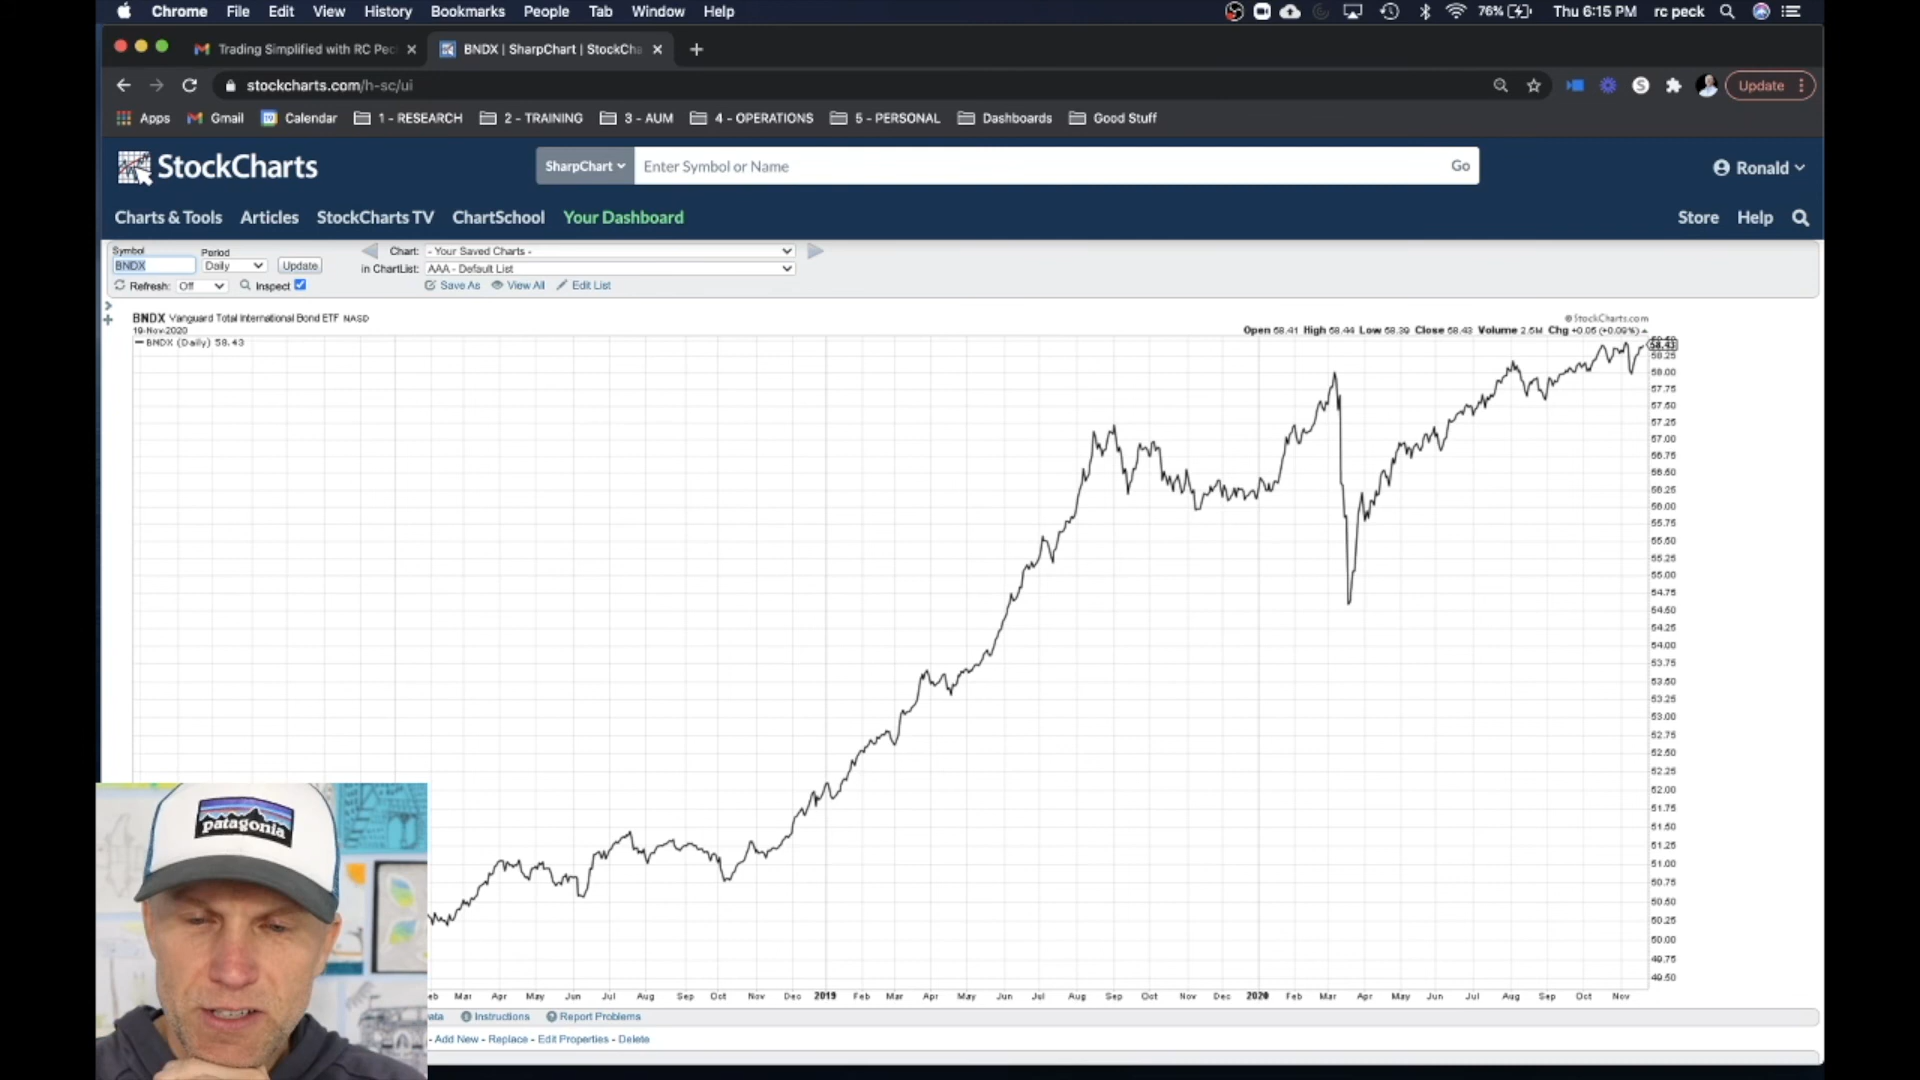 Chrome File Edit View History Bookmarks People Tab Window Help 76% Thu 6:15 PM rc peck
Trading Simplified with RC Pec BNDX | SharpChart | StockCha
stockcharts.com/h-sc/ui Update
Apps Gmail Calendar 1 - RESEARCH 2 - TRAINING 3 - AUM 4 - OPERATIONS 5 - PERSONAL Dashboards Good Stuff
StockCharts SharpChart Enter Symbol or Name Go Ronald
Charts & Tools Articles StockCharts TV ChartSchool Your Dashboard Store Help
Symbol Period Chart: - Your Saved Charts -
BNDX Daily Update in ChartList: AAA - Default List
Refresh: Off Inspect Save As View All Edit List
BNDX Vanguard Total International Bond ETF NASD © StockCharts.com
19-Nov-2020 Open 58.41 High 58.44 Low 58.39 Close 58.43 Volume 2.5M Chg +0.05 (+0.09%)
BNDX (Daily) 58.43
58.43
58.25
58.00
57.75
57.50
57.25
57.00
56.75
56.50
56.25
56.00
55.75
55.50
55.25
55.00
54.75
54.50
54.25
54.00
53.75
53.50
53.25
53.00
52.75
52.50
52.25
52.00
51.75
51.50
51.25
51.00
50.75
50.50
50.25
50.00
49.75
49.50
patagonia
eb Mar Apr May Jun Jul Aug Sep Oct Nov Dec 2019 Feb Mar Apr May Jun Jul Aug Sep Oct Nov Dec 2020 Feb Mar Apr May Jun Jul Aug Sep Oct Nov
ata Instructions Report Problems
- Add New - Replace - Edit Properties - Delete